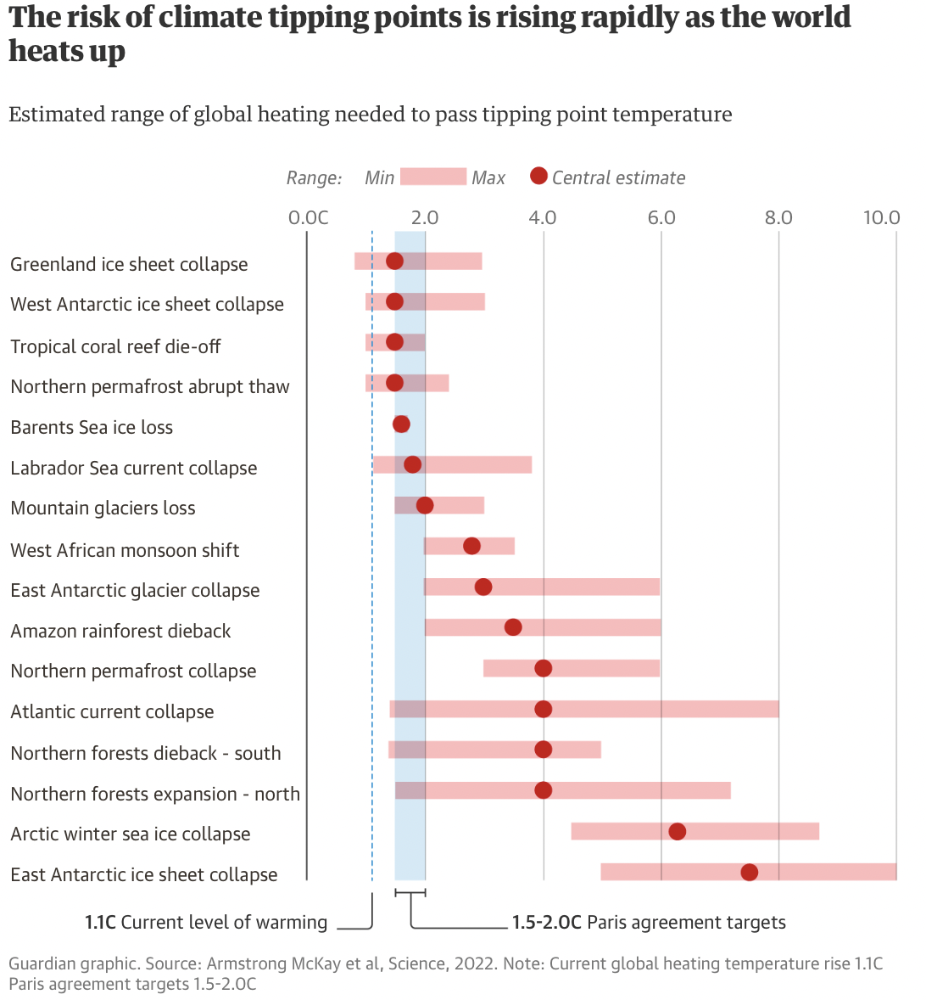 The risk of climate tipping points is rising rapidly as the world
heats up
Estimated range of global heating needed to pass tipping point temperature
Range: Min Max Central estimate
0.0C 2.0 4.0 6.0 8.0 10.0
Greenland ice sheet collapse
West Antarctic ice sheet collapse
Tropical coral reef die-off
Northern permafrost abrupt thaw
Barents Sea ice loss
Labrador Sea current collapse
Mountain glaciers loss
West African monsoon shift
East Antarctic glacier collapse
Amazon rainforest dieback
Northern permafrost collapse
Atlantic current collapse
Northern forests dieback - south
Northern forests expansion - north
Arctic winter sea ice collapse
East Antarctic ice sheet collapse
1.1C Current level of warming 1.5-2.0C Paris agreement targets
Guardian graphic. Source: Armstrong McKay et al, Science, 2022. Note: Current global heating temperature rise 1.1C
Paris agreement targets 1.5-2.0C